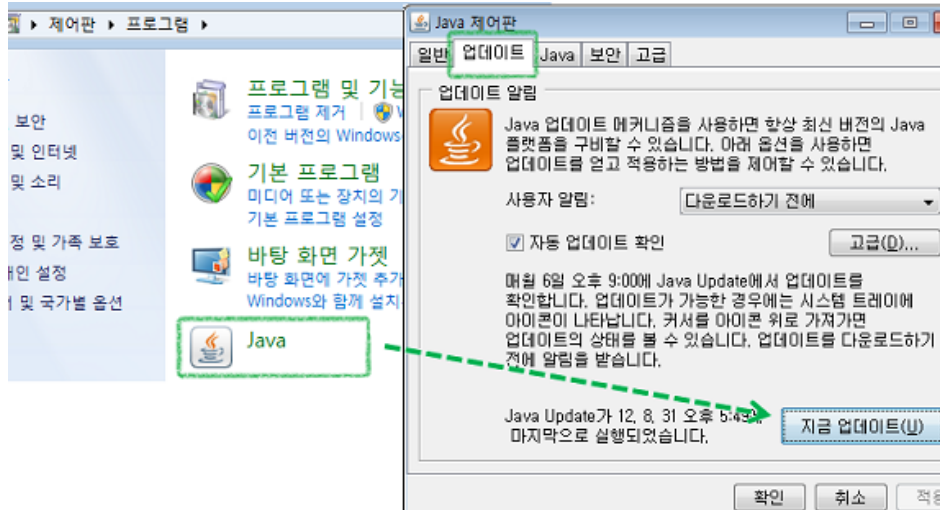 제어판 ▸ 프로그램 ▸
보안
및 인터넷
및 소리
정 및 가족 보호
개인 설정
및 국가별 옵션
프로그램 및 기능
프로그램 제거
이전 버전의 Windows
기본 프로그램
미디어 또는 장치의 기
기본 프로그램 설정
바탕 화면 가젯
바탕 화면에 가젯 추가
Windows와 함께 설치
Java
Java 제어판
일반 업데이트 Java 보안 고급
업데이트 알림
Java 업데이트 메커니즘을 사용하면 항상 최신 버전의 Java
플랫폼을 구비할 수 있습니다. 아래 옵션을 사용하면
업데이트를 얻고 적용하는 방법을 제어할 수 있습니다.
사용자 알림: 다운로드하기 전에
자동 업데이트 확인 고급(D)...
매월 6일 오후 9:00에 Java Update에서 업데이트를
확인합니다. 업데이트가 가능한 경우에는 시스템 트레이에
아이콘이 나타납니다. 커서를 아이콘 위로 가져가면
업데이트의 상태를 볼 수 있습니다. 업데이트를 다운로드하기
전에 알림을 받습니다.
Java Update가 12, 8, 31 오후 5:49에
마지막으로 실행되었습니다.
지금 업데이트(U)
확인 취소 적용